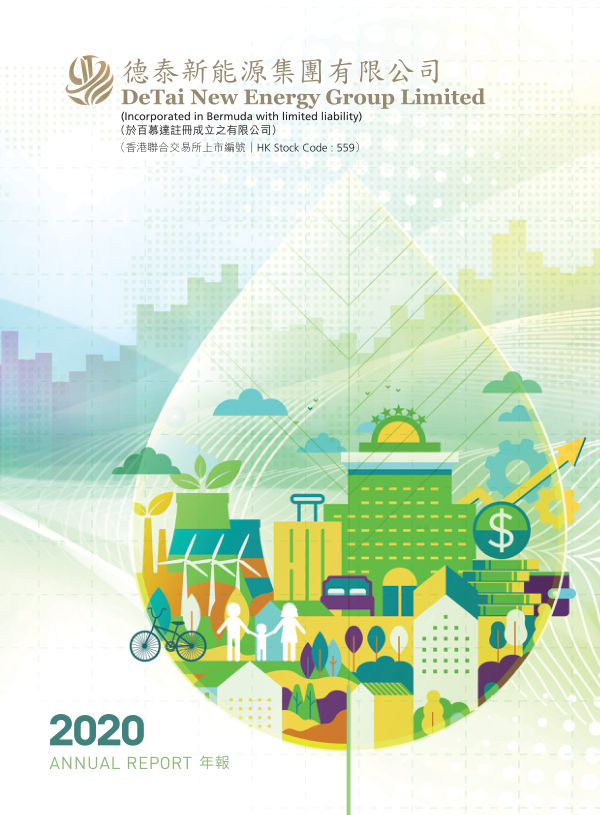 德泰新能源集團有限公司
DeTai New Energy Group Limited
(Incorporated in Bermuda with limited liability)
(於百慕達註冊成立之有限公司)
(香港聯合交易所上市編號|HK Stock Code : 559)
$
2020
ANNUAL REPORT 年報